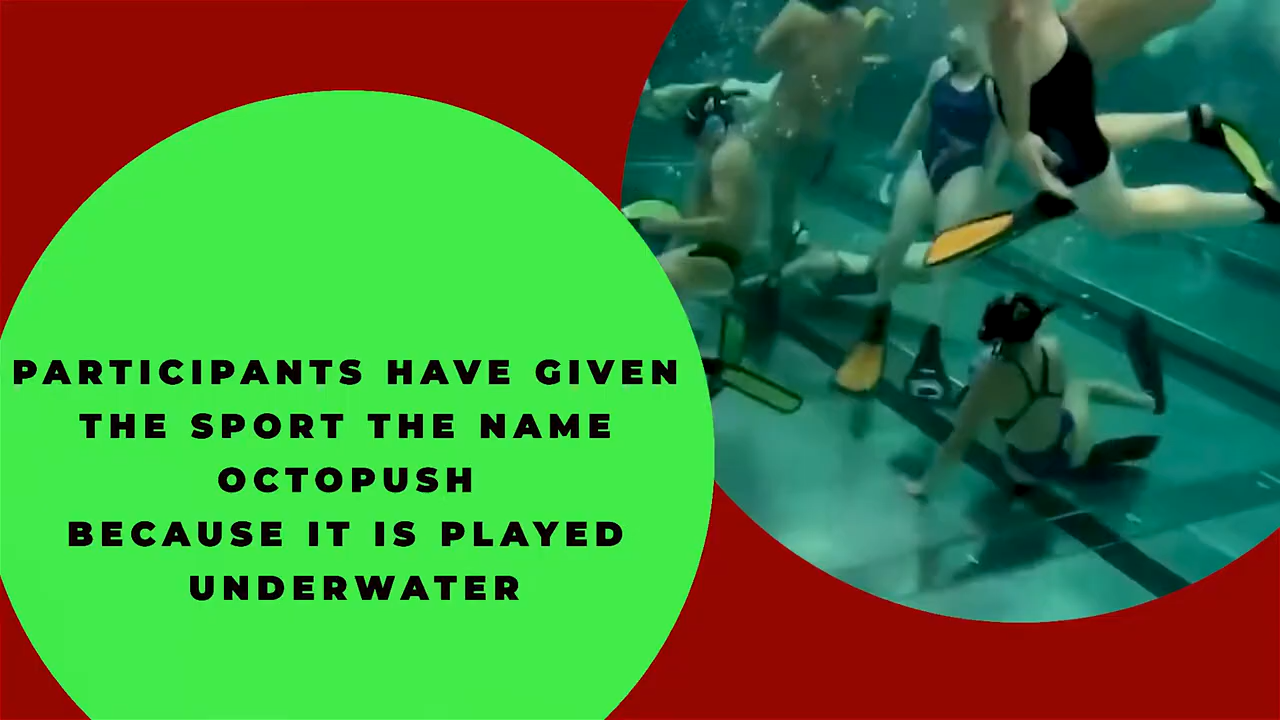 PARTICIPANTS HAVE GIVEN
THE SPORT THE NAME
OCTOPUSH
BECAUSE IT IS PLAYED
UNDERWATER